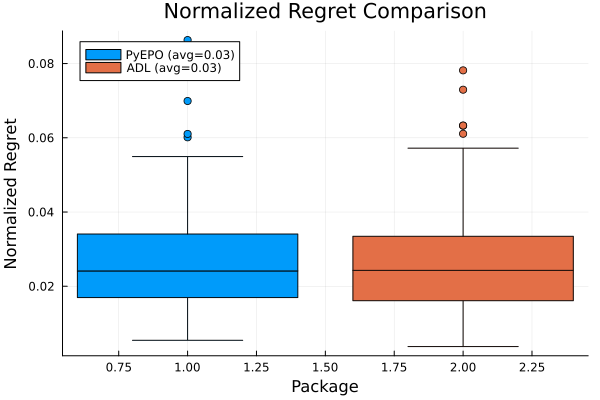 Normalized Regret Comparison
PyEPO (avg=0.03)
ADL (avg=0.03)
Normalized Regret
0.08
0.06
0.04
0.02
0.75
1.00
1.25
1.50
1.75
2.00
2.25
Package